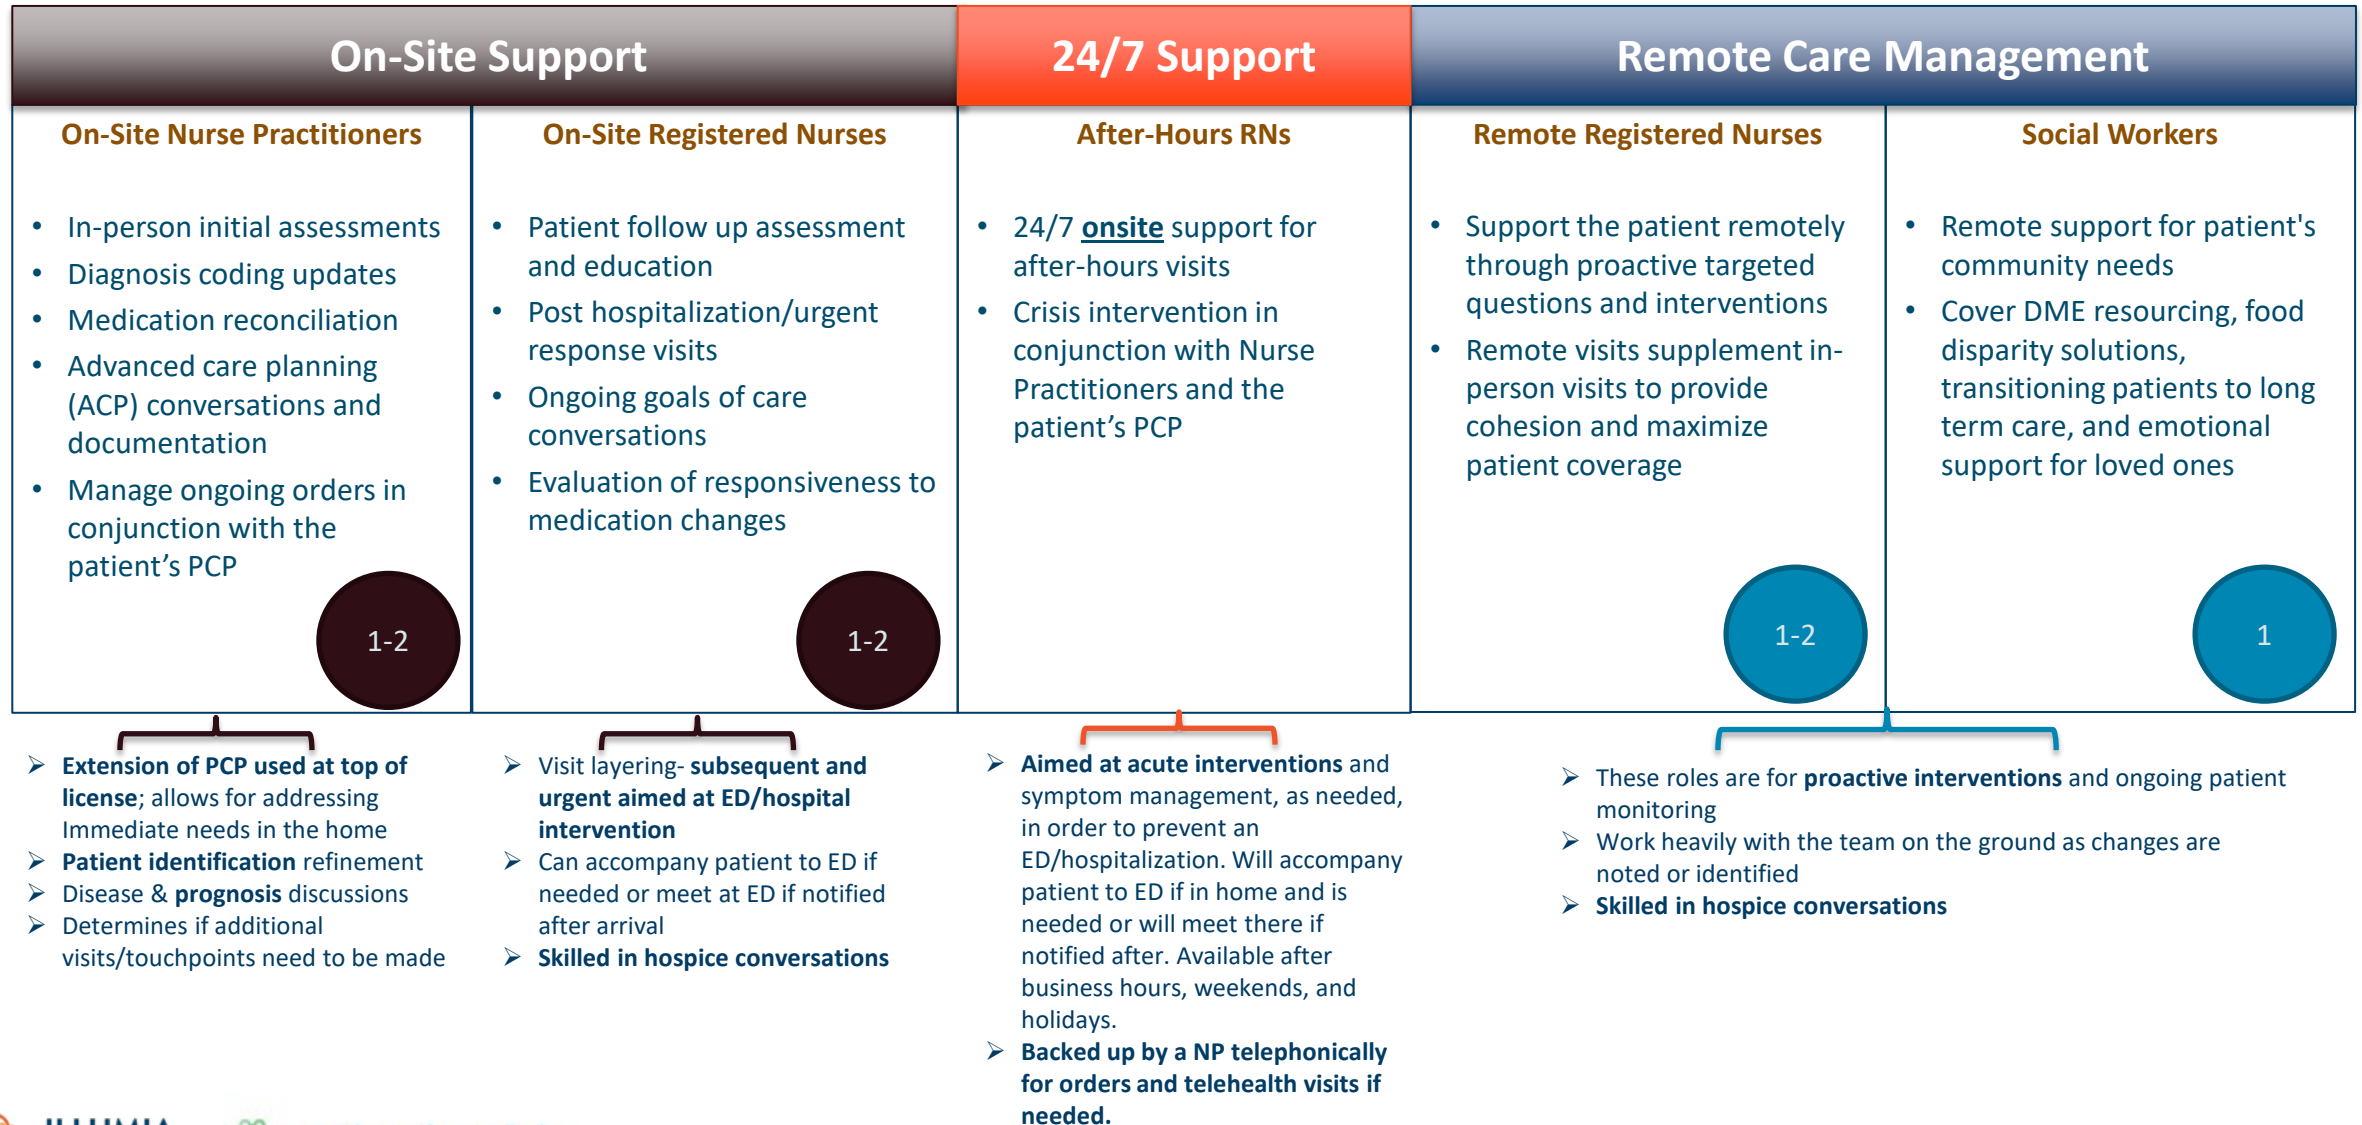 On-Site Support
24/7 Support
Remote Care Management
On-Site Nurse Practitioners
• In-person initial assessments
• Diagnosis coding updates
• Medication reconciliation
• Advanced care planning
(ACP) conversations and
documentation
• Manage ongoing orders in
conjunction with the
patient’s PCP
1-2
On-Site Registered Nurses
• Patient follow up assessment
and education
• Post hospitalization/urgent
response visits
• Ongoing goals of care
conversations
• Evaluation of responsiveness to
medication changes
1-2
After-Hours RNs
• 24/7 onsite support for
after-hours visits
• Crisis intervention in
conjunction with Nurse
Practitioners and the
patient’s PCP
Remote Registered Nurses
• Support the patient remotely
through proactive targeted
questions and interventions
• Remote visits supplement in-
person visits to provide
cohesion and maximize
patient coverage
1-2
Social Workers
• Remote support for patient's
community needs
• Cover DME resourcing, food
disparity solutions,
transitioning patients to long
term care, and emotional
support for loved ones
1
➢ Extension of PCP used at top of
license; allows for addressing
Immediate needs in the home
➢ Patient identification refinement
➢ Disease & prognosis discussions
➢ Determines if additional
visits/touchpoints need to be made
➢ Visit layering- subsequent and
urgent aimed at ED/hospital
intervention
➢ Can accompany patient to ED if
needed or meet at ED if notified
after arrival
➢ Skilled in hospice conversations
➢ Aimed at acute interventions and
symptom management, as needed,
in order to prevent an
ED/hospitalization. Will accompany
patient to ED if in home and is
needed or will meet there if
notified after. Available after
business hours, weekends, and
holidays.
➢ Backed up by a NP telephonically
for orders and telehealth visits if
needed.
➢ These roles are for proactive interventions and ongoing patient
monitoring
➢ Work heavily with the team on the ground as changes are
noted or identified
➢ Skilled in hospice conversations